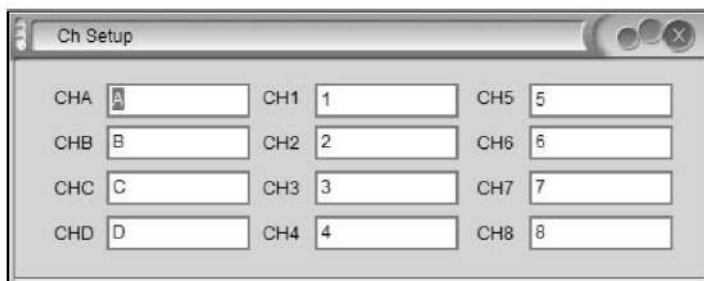 Ch Setup
CHA A CH1 1 CH5 5
CHB B CH2 2 CH6 6
CHC C CH3 3 CH7 7
CHD D CH4 4 CH8 8